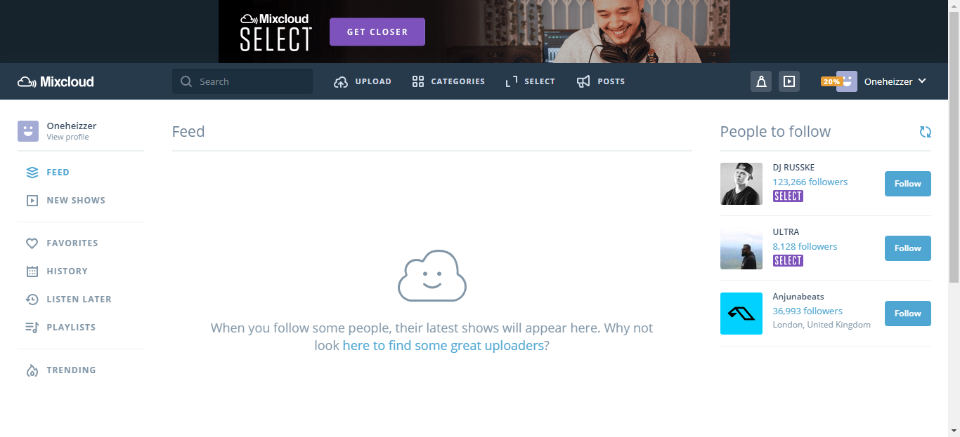 Mixcloud
SELECT
GET CLOSER
Mixcloud
Search
UPLOAD
CATEGORIES
SELECT
POSTS
20%
Oneheizzer
Oneheizzer
View profile
FEED
NEW SHOWS
FAVORITES
HISTORY
LISTEN LATER
PLAYLISTS
TRENDING
Feed
When you follow some people, their latest shows will appear here. Why not
look here to find some great uploaders?
People to follow
DJ RUSSKE
123,266 followers
SELECT
Follow
ULTRA
8,128 followers
SELECT
Follow
Anjunabeats
36,993 followers
London, United Kingdom
Follow